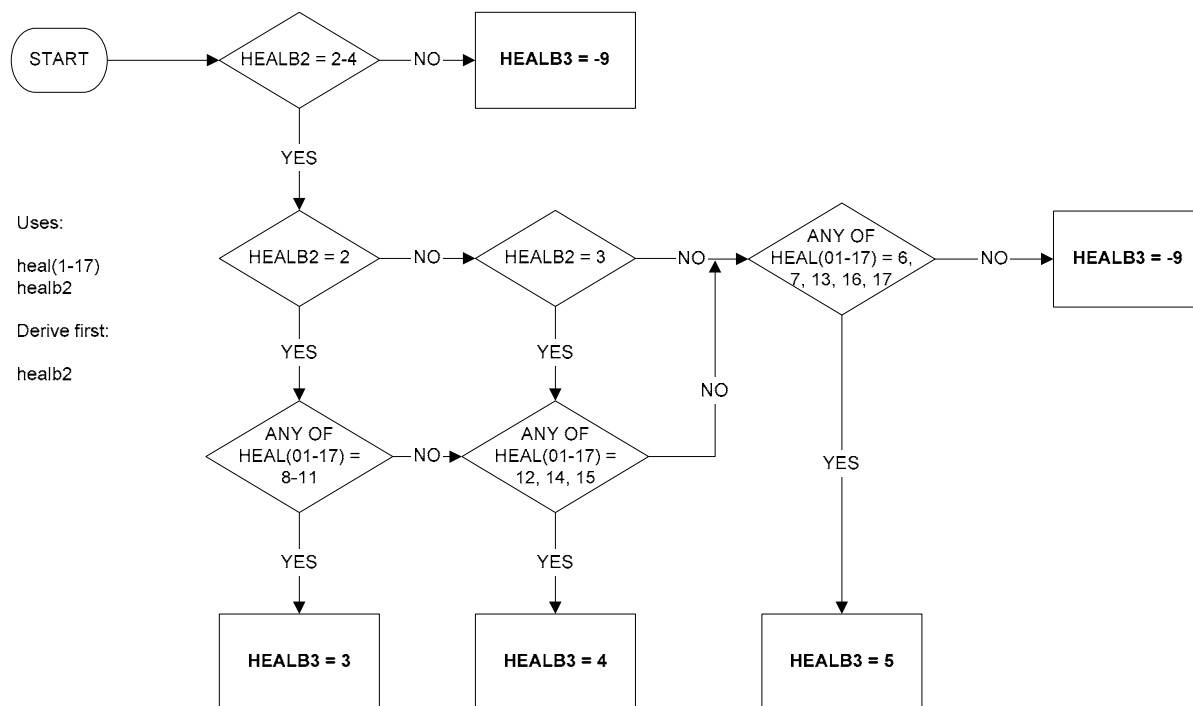 START
HEALB2 = 2-4
NO
HEALB3 = -9
YES
Uses:
heal(1-17)
healb2
Derive first:
healb2
HEALB2 = 2
NO
HEALB2 = 3
NO
ANY OF
HEAL(01-17) = 6,
7, 13, 16, 17
NO
HEALB3 = -9
YES
YES
NO
ANY OF
HEAL(01-17) =
8-11
NO
ANY OF
HEAL(01-17) =
12, 14, 15
YES
YES
YES
HEALB3 = 3
HEALB3 = 4
HEALB3 = 5